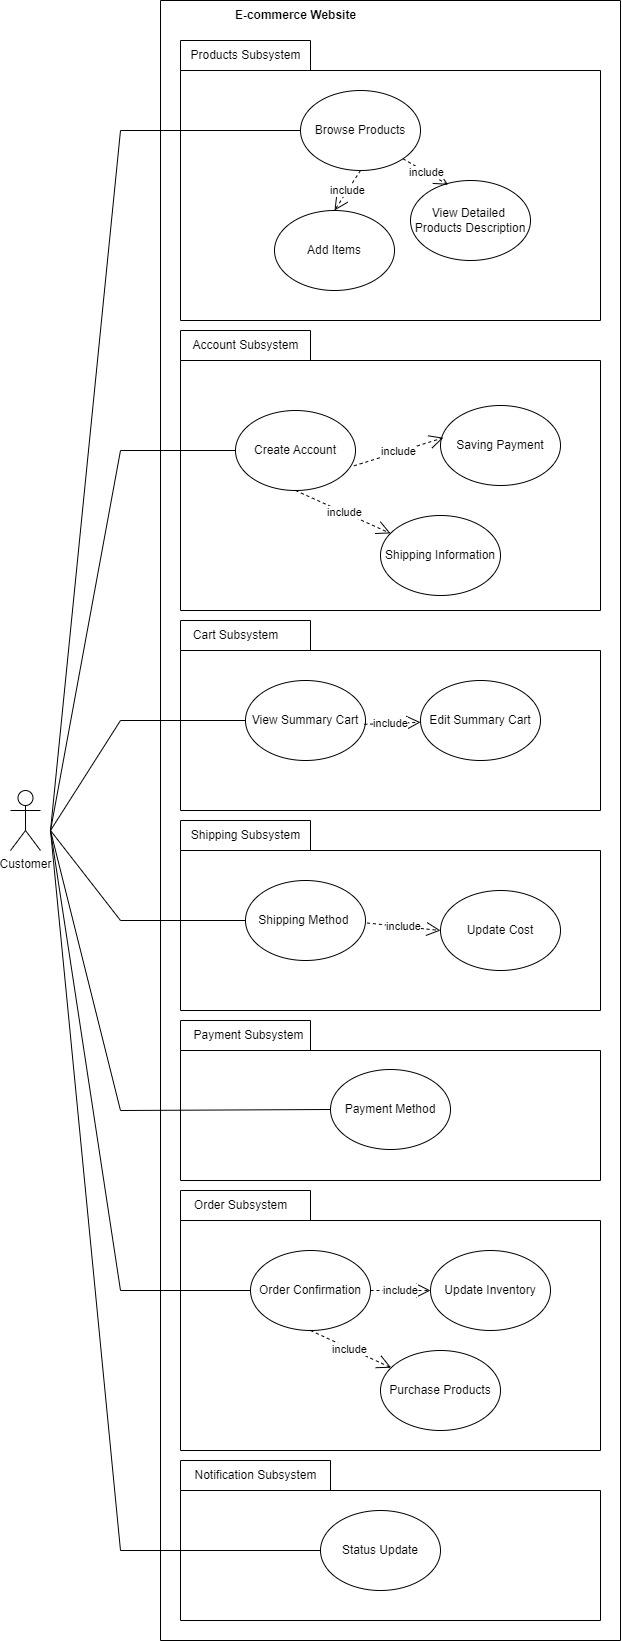 E-commerce Website
Products Subsystem
Browse Products
include
include
View Detailed
Products Description
Add Items
Account Subsystem
Create Account
include
Saving Payment
include
Shipping Information
Cart Subsystem
View Summary Cart
include
Edit Summary Cart
Customer
Shipping Subsystem
Shipping Method
include
Update Cost
Payment Subsystem
Payment Method
Order Subsystem
Order Confirmation
include
Update Inventory
include
Purchase Products
Notification Subsystem
Status Update